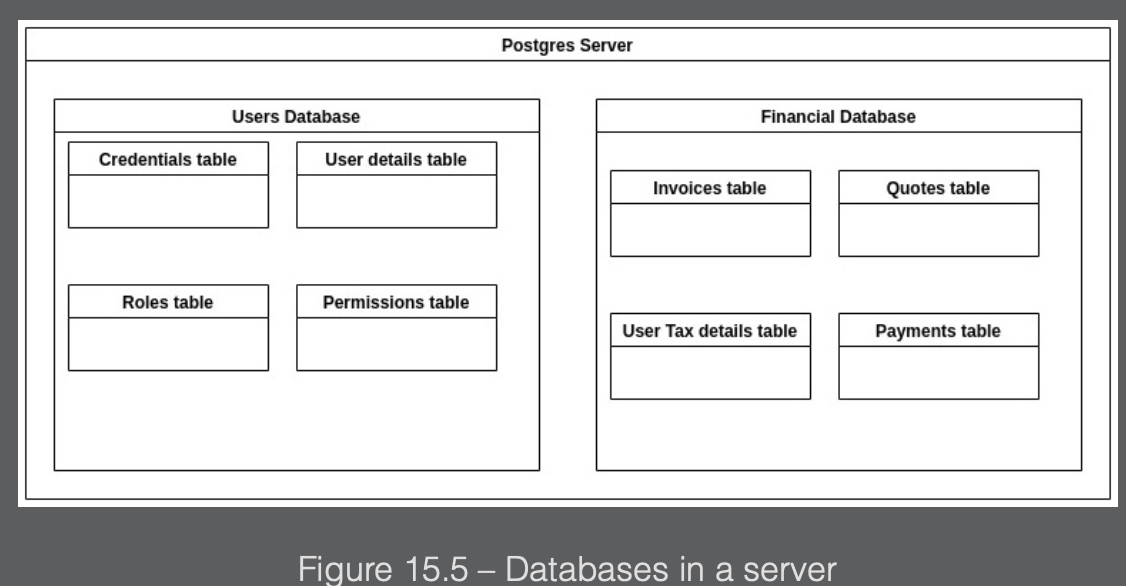 Postgres Server
Users Database
Credentials table
User details table
Roles table
Permissions table
Financial Database
Invoices table
Quotes table
User Tax details table
Payments table
Figure 15.5 – Databases in a server